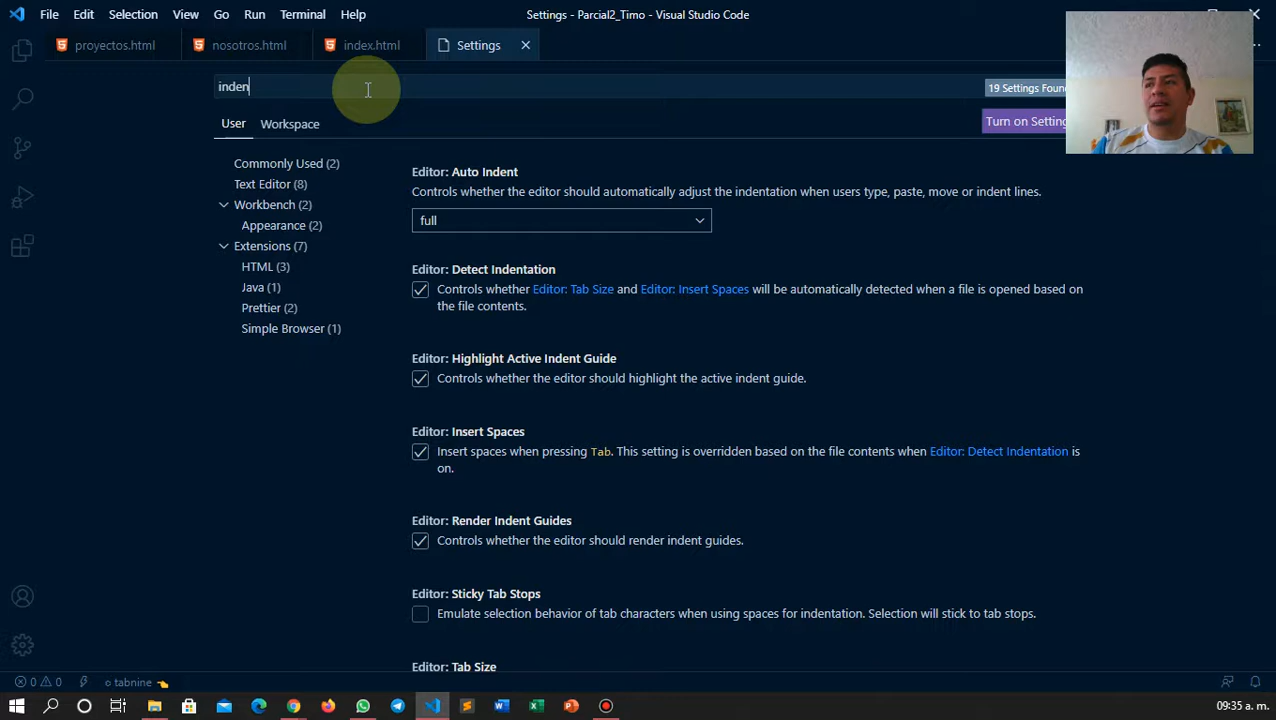 File Edit Selection View Go Run Terminal Help
Settings - Parcial2_Timo - Visual Studio Code
proyectos.html nosotros.html index.html Settings
inden
19 Settings Found
User Workspace
Turn on Setting
Commonly Used (2)
Text Editor (8)
Workbench (2)
Appearance (2)
Extensions (7)
HTML (3)
Java (1)
Prettier (2)
Simple Browser (1)
Editor: Auto Indent
Controls whether the editor should automatically adjust the indentation when users type, paste, move or indent lines.
full
Editor: Detect Indentation
Controls whether Editor: Tab Size and Editor: Insert Spaces will be automatically detected when a file is opened based on
the file contents.
Editor: Highlight Active Indent Guide
Controls whether the editor should highlight the active indent guide.
Editor: Insert Spaces
Insert spaces when pressing Tab. This setting is overridden based on the file contents when Editor: Detect Indentation is
on.
Editor: Render Indent Guides
Controls whether the editor should render indent guides.
Editor: Sticky Tab Stops
Emulate selection behavior of tab characters when using spaces for indentation. Selection will stick to tab stops.
Editor: Tab Size
0 0 tabnine
09:35 a. m.